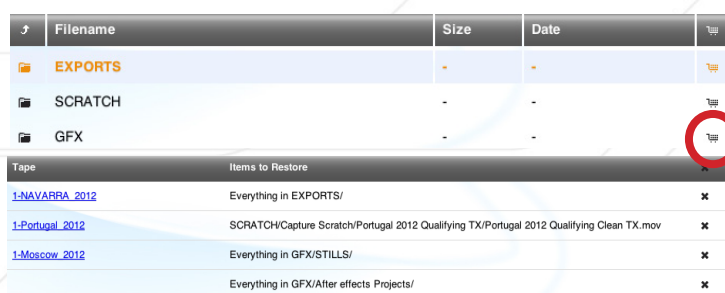 Filename Size Date
EXPORTS - -
SCRATCH - -
GFX - -
Tape Items to Restore
1-NAVARRA_2012 Everything in EXPORTS/
1-Portugal_2012 SCRATCH/Capture Scratch/Portugal 2012 Qualifying TX/Portugal 2012 Qualifying Clean TX.mov
1-Moscow_2012 Everything in GFX/STILLS/
Everything in GFX/After effects Projects/